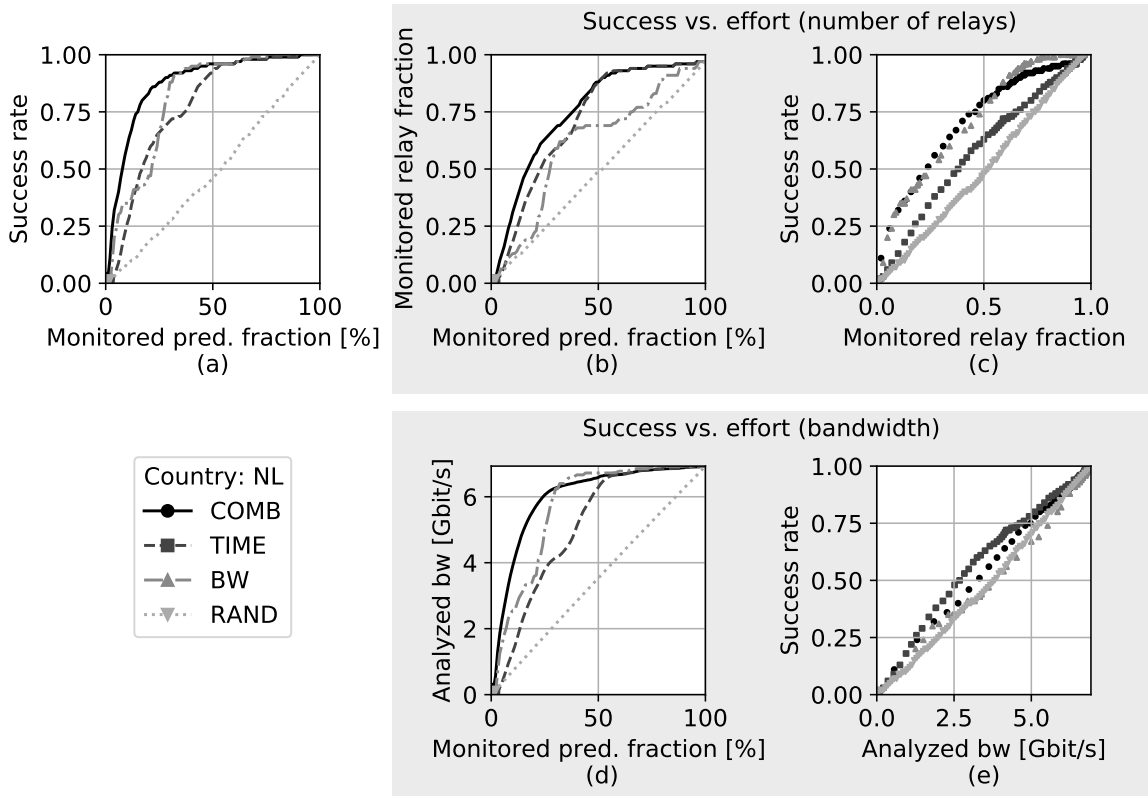 Success vs. effort (number of relays)
1.00
0.75
0.50
0.25
0.00
Success rate
0
50
100
Monitored pred. fraction [%]
(a)
1.00
0.75
0.50
0.25
0.00
Monitored relay fraction
0
50
100
Monitored pred. fraction [%]
(b)
1.00
0.75
0.50
0.25
0.00
Success rate
0.0
0.5
1.0
Monitored relay fraction
(c)
Success vs. effort (bandwidth)
Country: NL
COMB
TIME
BW
RAND
6
4
2
0
Analyzed bw [Gbit/s]
0
50
100
Monitored pred. fraction [%]
(d)
1.00
0.75
0.50
0.25
0.00
Success rate
0.0
2.5
5.0
Analyzed bw [Gbit/s]
(e)